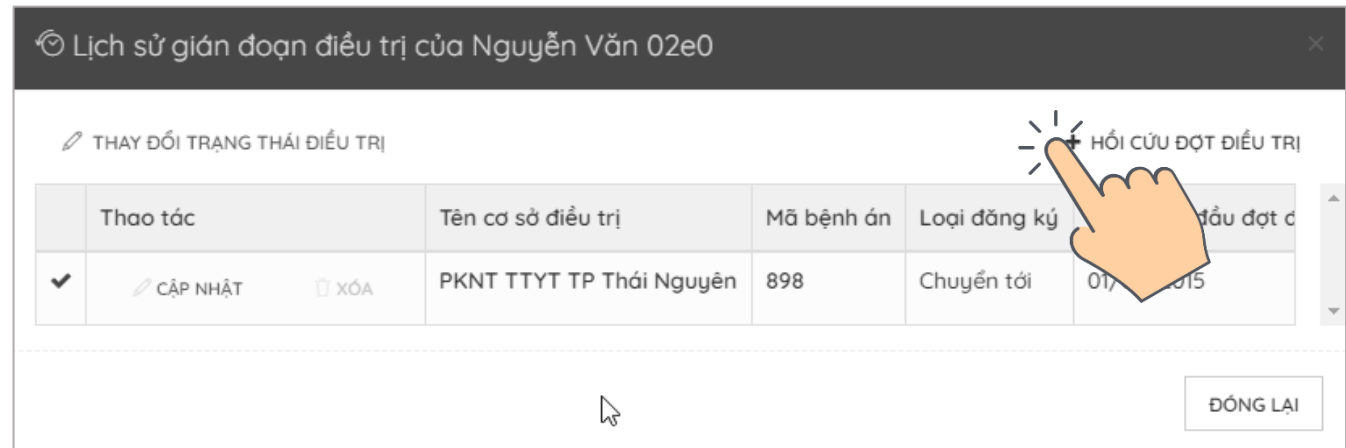 Lịch sử gián đoạn điều trị của Nguyễn Văn 02e0
THAY ĐỔI TRẠNG THÁI ĐIỀU TRỊ
HỒI CỨU ĐỢT ĐIỀU TRỊ
Thao tác Tên cơ sở điều trị Mã bệnh án Loại đăng ký đầu đợt
CẬP NHẬT XÓA PKNT TTYT TP Thái Nguyên 898 Chuyển tới 01/
ĐÓNG LẠI